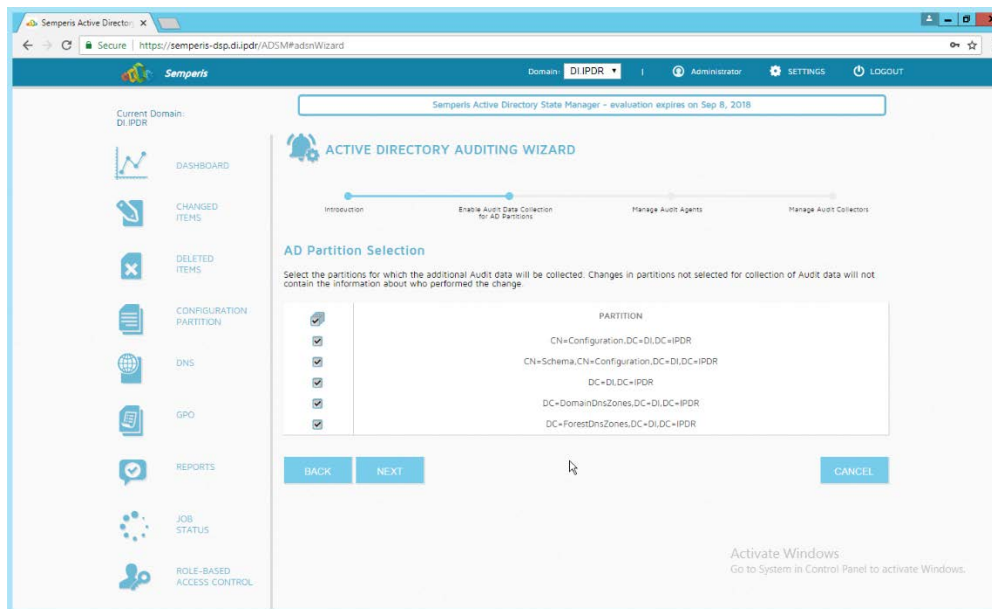 Semperis Active Director
Secure | https://semperis-dsp.di.ipdr/ADSM#adsnWizard
Semperis
Domain: DI.IPDR | Administrator SETTINGS LOGOUT
Current Domain:
DI.IPDR
Semperis Active Directory State Manager - evaluation expires on Sep 8, 2018
DASHBOARD
CHANGED
ITEMS
DELETED
ITEMS
CONFIGURATION
PARTITION
DNS
GPO
REPORTS
JOB
STATUS
ROLE-BASED
ACCESS CONTROL
ACTIVE DIRECTORY AUDITING WIZARD
Introduction
Enable Audit Data Collection
for AD Partitions
Manage Audit Agents
Manage Audit Collectors
AD Partition Selection
Select the partitions for which the additional Audit data will be collected. Changes in partitions not selected for collection of Audit data will not
contain the information about who performed the change.
PARTITION
CN=Configuration,DC=DI,DC=IPDR
CN=Schema,CN=Configuration,DC=DI,DC=IPDR
DC=DI,DC=IPDR
DC=DomainDnsZones,DC=DI,DC=IPDR
DC=ForestDnsZones,DC=DI,DC=IPDR
BACK NEXT CANCEL
Activate Windows
Go to System in Control Panel to activate Windows.